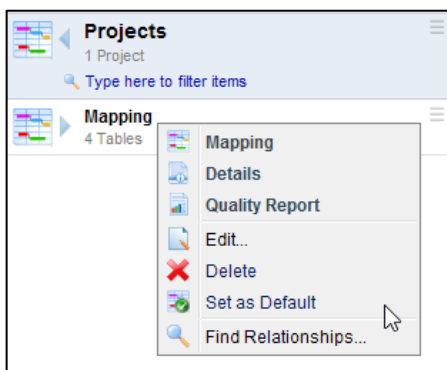 Projects
1 Project
Type here to filter items
Mapping
4 Tables
Mapping
Details
Quality Report
Edit...
Delete
Set as Default
Find Relationships...